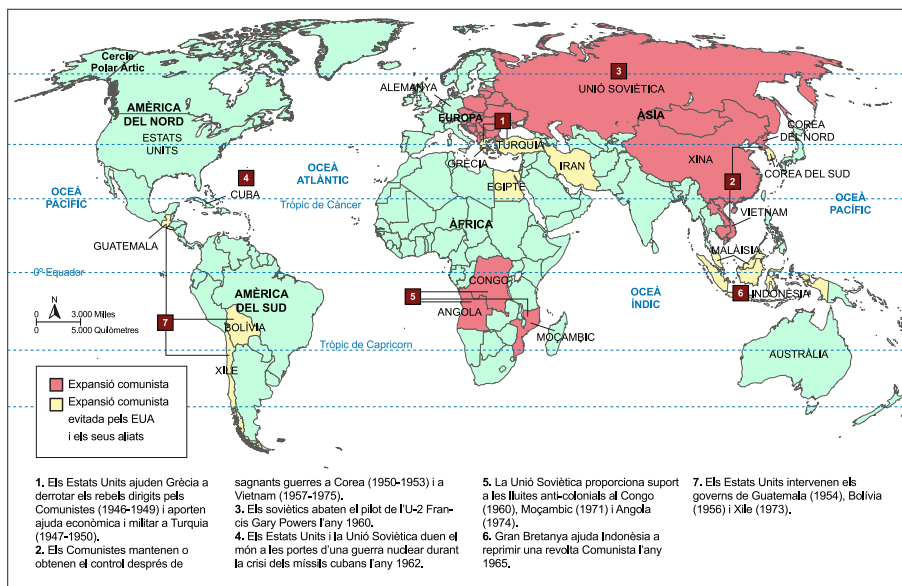 Cercle
Polar Àrtic
AMÈRICA
DEL NORD
ESTATS
UNITS
ALEMANYA
EUROPA
1
3
UNIÓ SOVIÈTICA
ÀSIA
COREA
DEL NORD
TURQUIA
GRÈCIA
IRAN
XINA
2
COREA DEL SUD
EGIPTE
OCEÀ
PACÍFIC
4
CUBA
OCEÀ
ATLÀNTIC
Tròpic de Càncer
OCEÀ
PACÍFIC
VIETNAM
ÀFRICA
GUATEMALA
MALÀISIA
0º Equador
CONGO
5
ANGOLA
OCEÀ
ÍNDIC
6
INDONÈSIA
N
0 3,000 Miles
0 5,000 Quilòmetres
AMÈRICA
DEL SUD
7
BOLÍVIA
MOÇAMBIC
Tròpic de Capricorn
AUSTRÀLIA
XILE
Expansió comunista
Expansió comunista
evitada pels EUA
i els seus aliats
1. Els Estats Units ajuden Grècia a
derrotar els rebels dirigits pels
Comunistes (1946-1949) i aporten
ajuda econòmica i militar a Turquia
(1947-1950).
2. Els Comunistes mantenen o
obtenen el control després de
sagnants guerres a Corea (1950-1953) i a
Vietnam (1957-1975).
3. Els soviètics abaten el pilot de l'U-2 Fran-
cis Gary Powers l'any 1960.
4. Els Estats Units i la Unió Soviètica duen el
món a les portes d'una guerra nuclear durant
la crisi dels míssils cubans l'any 1962.
5. La Unió Soviètica proporciona suport
a les lluites anti-colonials al Congo
(1960), Moçambic (1971) i Angola
(1974).
6. Gran Bretanya ajuda Indonèsia a
reprimir una revolta Comunista l'any
1965.
7. Els Estats Units intervenen els
governs de Guatemala (1954), Bolívia
(1956) i Xile (1973).